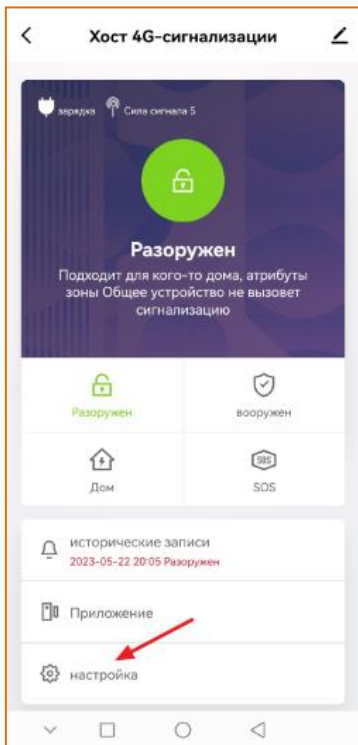 Хост 4G-сигнализации
зарядка Сила сигнала 5
Разоружен
Подходит для кого-то дома, атрибуты
зоны Общее устройство не вызовет
сигнализацию
Разоружен вооружен
Дом SOS
исторические записи
2023-05-22 20:05 Разоружен
Приложение
настройка